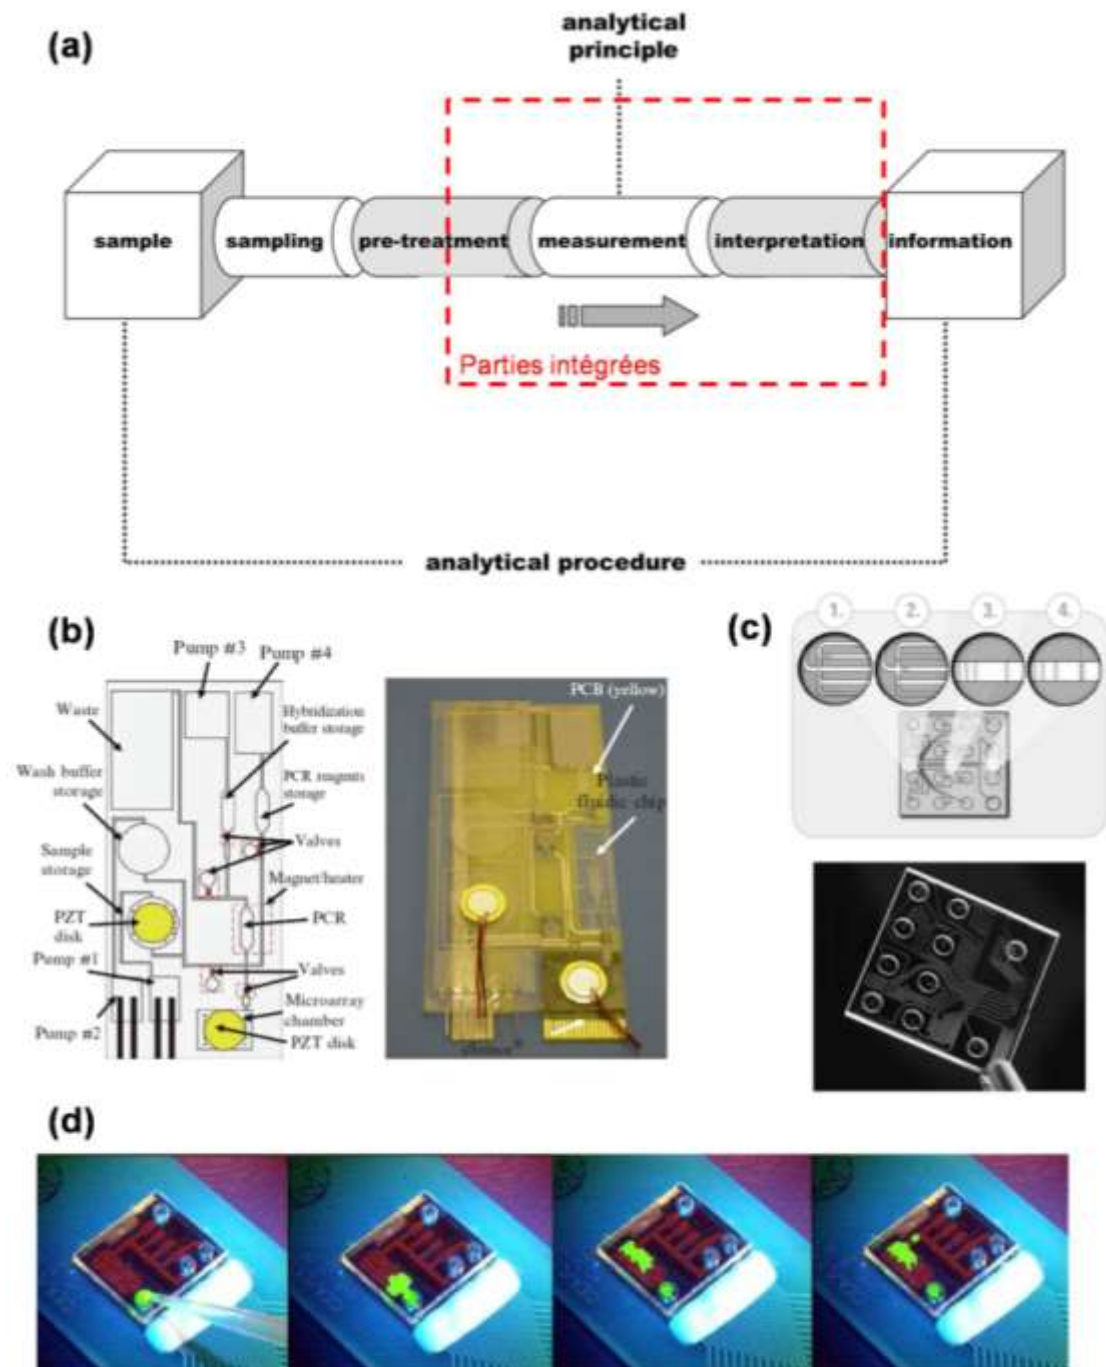 (a)
analytical
principle
sample
sampling
pre-treatment
measurement
interpretation
information
Parties intégrées
analytical procedure
(b)
Pump #3
Pump #4
Waste
Hybridization
buffer storage
Wash buffer
storage
PCR reagents
storage
Sample
storage
Valves
Magnet/heater
PZT
disk
PCR
Pump #1
Valves
Pump #2
Microarray
chamber
PZT disk
PCB (yellow)
Plastic
fluidic chip
(c)
1.
2.
3.
4.
(d)